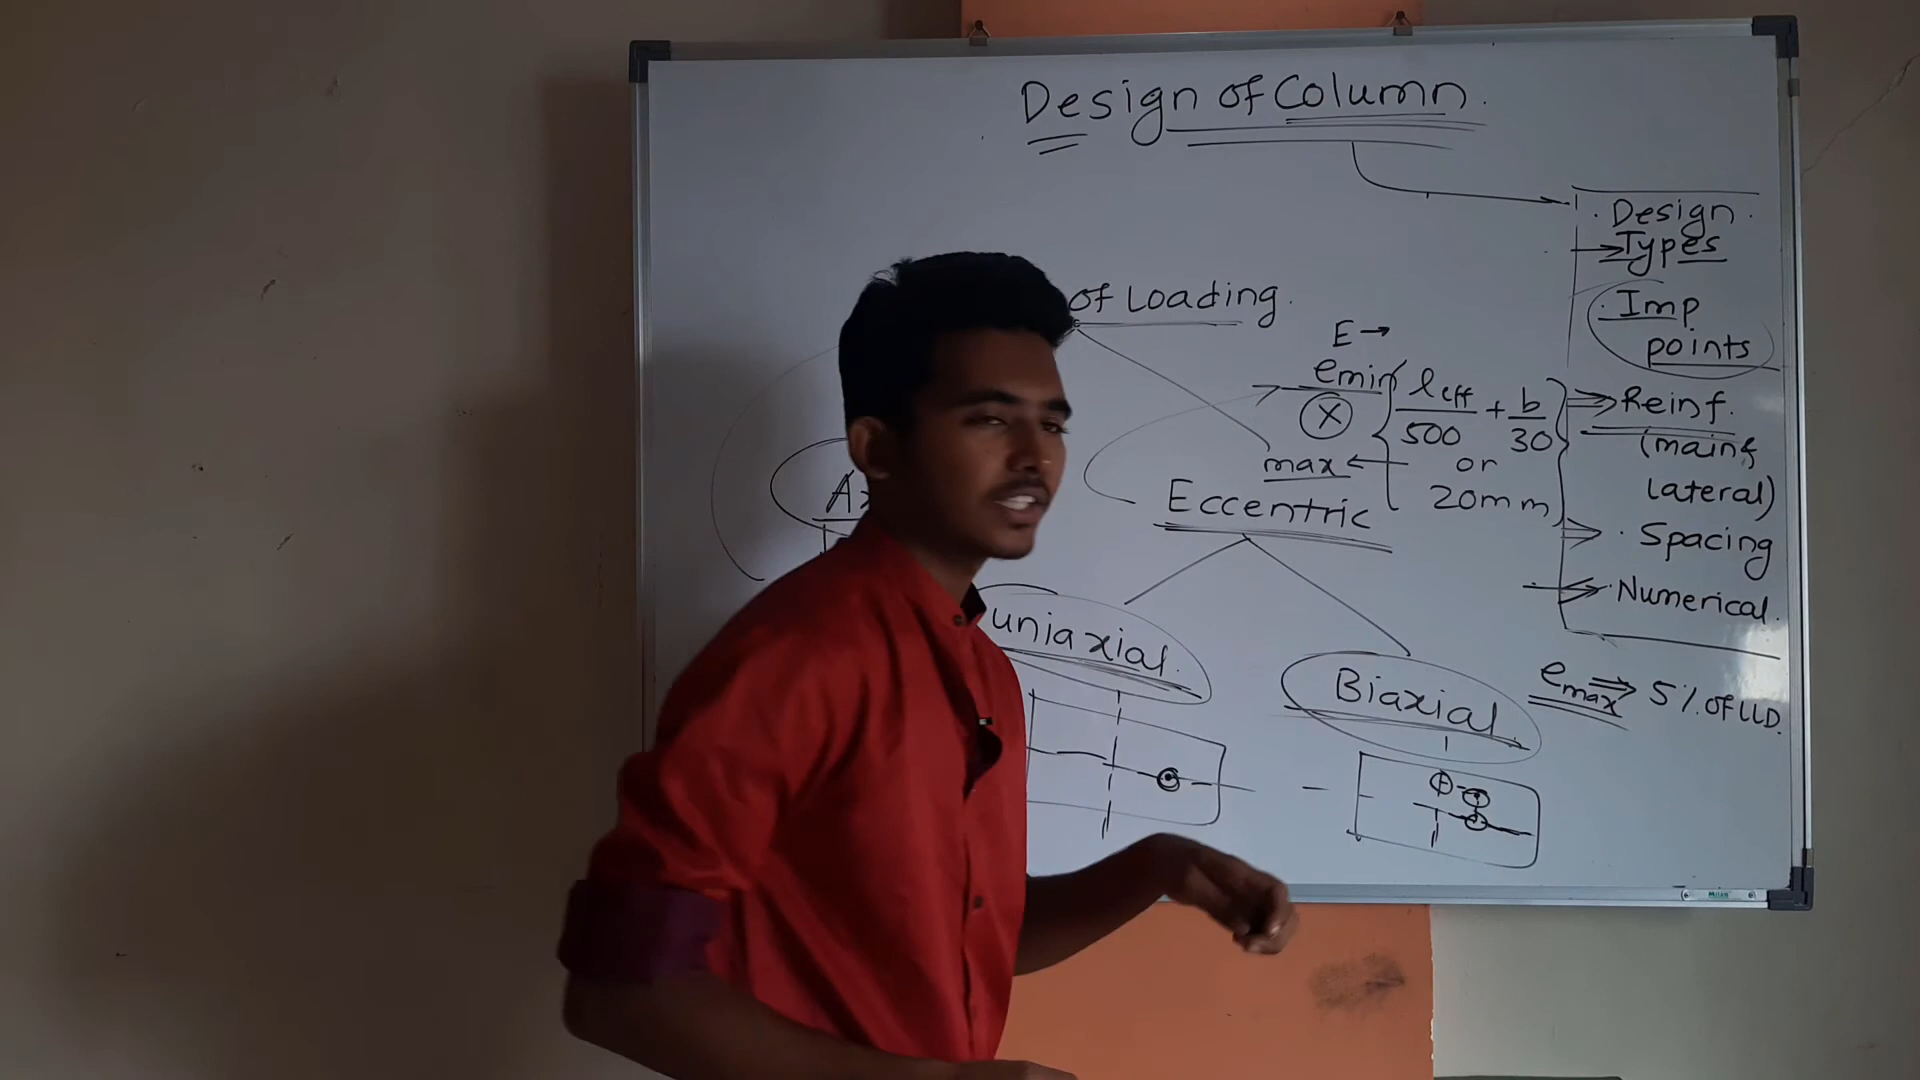 Design of Column.
· Design ·
→ Types
· Imp
points
of Loading.
E →
emin { leff/500 + b/30 }
⇒ Reinf.
(X)
(main &
max ←
or
20mm
lateral)
Eccentric
⇒ · Spacing
⇒ · Numerical.
uniaxial.
Biaxial.
emax ⇒ 5%.of LLD.